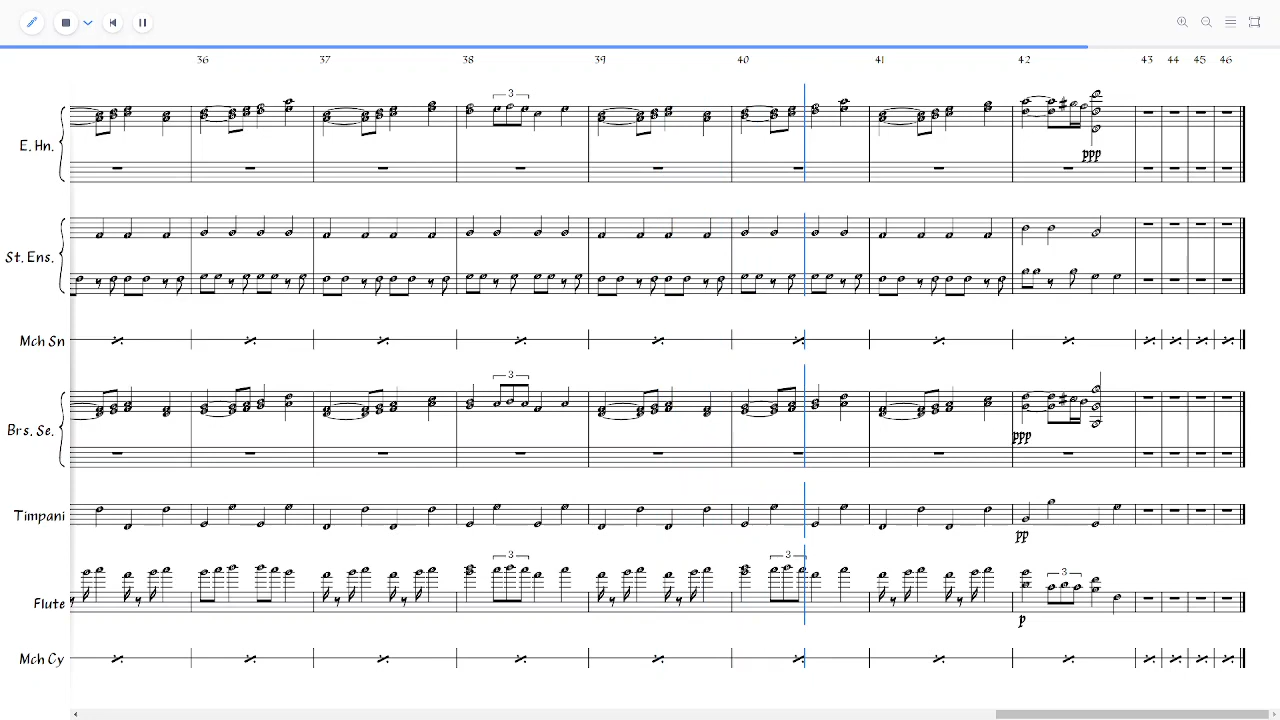 36 37 38 39 40 41 42 43 44 45 46
3
E. Hn.
ppp
St. Ens.
Mch Sn
3
Brs. Se.
ppp
Timpani
pp
3 3
3
Flute
p
Mch Cy